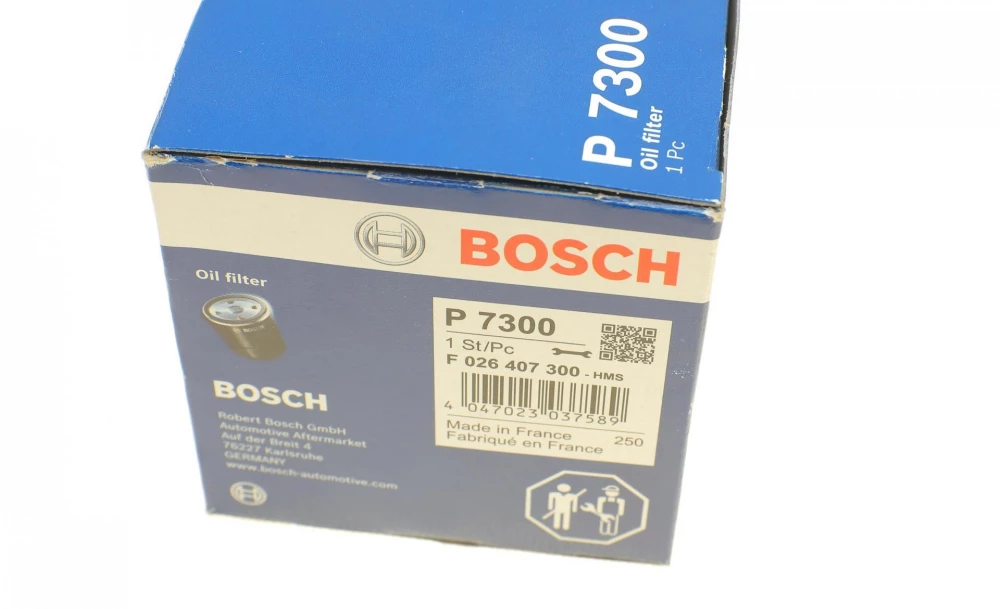 P 7300
Oil filter
1 Pc
BOSCH
Oil filter
P 7300
1 St/Pc
F 026 407 300 - HMS
4 047023 037589
Made in France
Fabriqué en France
250
BOSCH
Robert Bosch GmbH
Automotive Aftermarket
Auf der Breit 4
76227 Karlsruhe
GERMANY
www.bosch-automotive.com